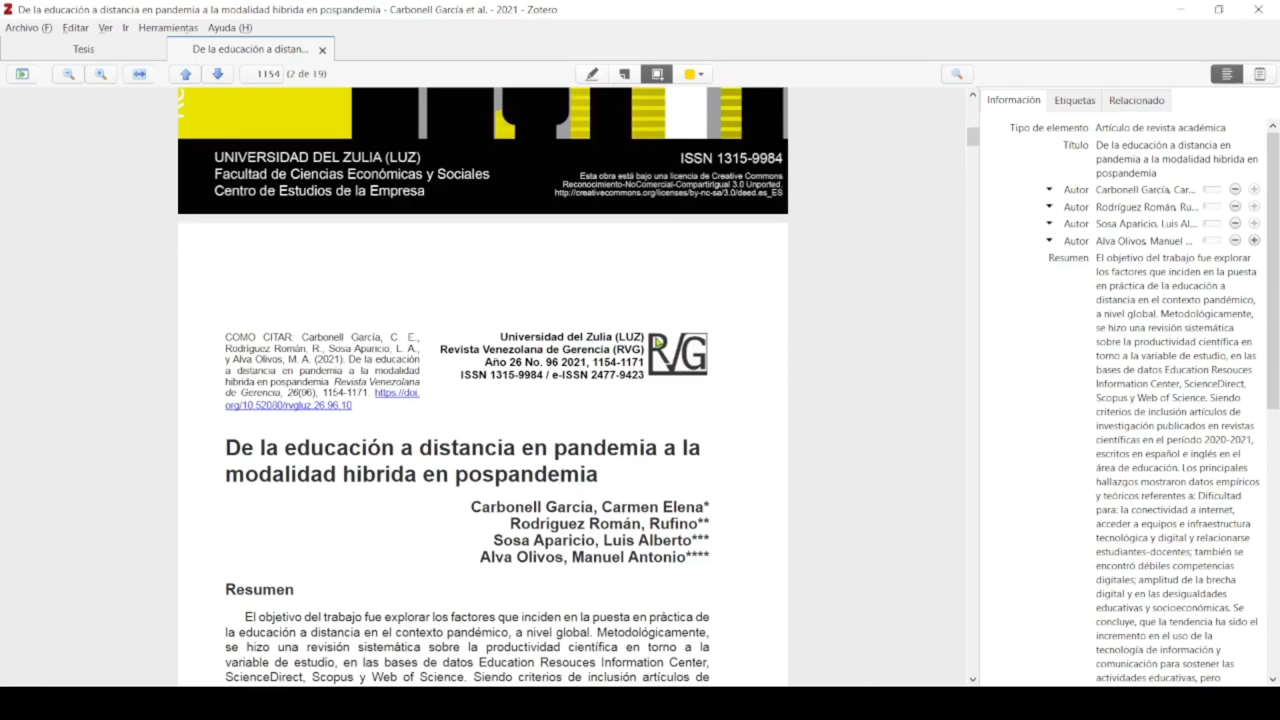 De la educación a distancia en pandemia a la modalidad hibrida en pospandemia - Carbonell García et al. - 2021 - Zotero
Archivo (F) Editar Ver Ir Herramientas Ayuda (H)
Tesis
De la educación a distan...
1154 (2 de 19)
UNIVERSIDAD DEL ZULIA (LUZ)
Facultad de Ciencias Económicas y Sociales
Centro de Estudios de la Empresa
ISSN 1315-9984
Esta obra está bajo una licencia de Creative Commons
Reconocimiento-NoComercial-CompartirIgual 3.0 Unported.
http://creativecommons.org/licenses/by-nc-sa/3.0/deed.es_ES
COMO CITAR: Carbonell García, C. E.,
Rodríguez Román, R., Sosa Aparicio, L. A.,
y Alva Olivos, M. A. (2021). De la educación
a distancia en pandemia a la modalidad
hibrida en pospandemia. Revista Venezolana
de Gerencia, 26(96), 1154-1171. https://doi.
org/10.52080/rvgluz.26.96.10
Universidad del Zulia (LUZ)
Revista Venezolana de Gerencia (RVG)
Año 26 No. 96 2021, 1154-1171
ISSN 1315-9984 / e-ISSN 2477-9423
RVG
De la educación a distancia en pandemia a la
modalidad hibrida en pospandemia
Carbonell García, Carmen Elena*
Rodriguez Román, Rufino**
Sosa Aparicio, Luis Alberto***
Alva Olivos, Manuel Antonio****
Resumen
El objetivo del trabajo fue explorar los factores que inciden en la puesta en práctica de
la educación a distancia en el contexto pandémico, a nivel global. Metodológicamente,
se hizo una revisión sistemática sobre la productividad científica en torno a la
variable de estudio, en las bases de datos Education Resouces Information Center,
ScienceDirect, Scopus y Web of Science. Siendo criterios de inclusión artículos de
Información Etiquetas Relacionado
Tipo de elemento Artículo de revista académica
Título De la educación a distancia en
pandemia a la modalidad hibrida en
pospandemia
Autor Carbonell García, Car...
Autor Rodríguez Román, Ru...
Autor Sosa Aparicio, Luis Al...
Autor Alva Olivos, Manuel ...
Resumen El objetivo del trabajo fue explorar
los factores que inciden en la puesta
en práctica de la educación a
distancia en el contexto pandémico,
a nivel global. Metodológicamente,
se hizo una revisión sistemática
sobre la productividad científica en
torno a la variable de estudio, en las
bases de datos Education Resouces
Information Center, ScienceDirect,
Scopus y Web of Science. Siendo
criterios de inclusión artículos de
investigación publicados en revistas
científicas en el período 2020-2021,
escritos en español e inglés en el
área de educación. Los principales
hallazgos mostraron datos empíricos
y teóricos referentes a: Dificultad
para: la conectividad a internet,
acceder a equipos e infraestructura
tecnológica y digital y relacionarse
estudiantes-docentes; también se
encontró débiles competencias
digitales; amplitud de la brecha
digital y en las desigualdades
educativas y socioeconómicas. Se
concluye, que la tendencia ha sido el
incremento en el uso de la
tecnología de información y
comunicación para sostener las
actividades educativas, pero